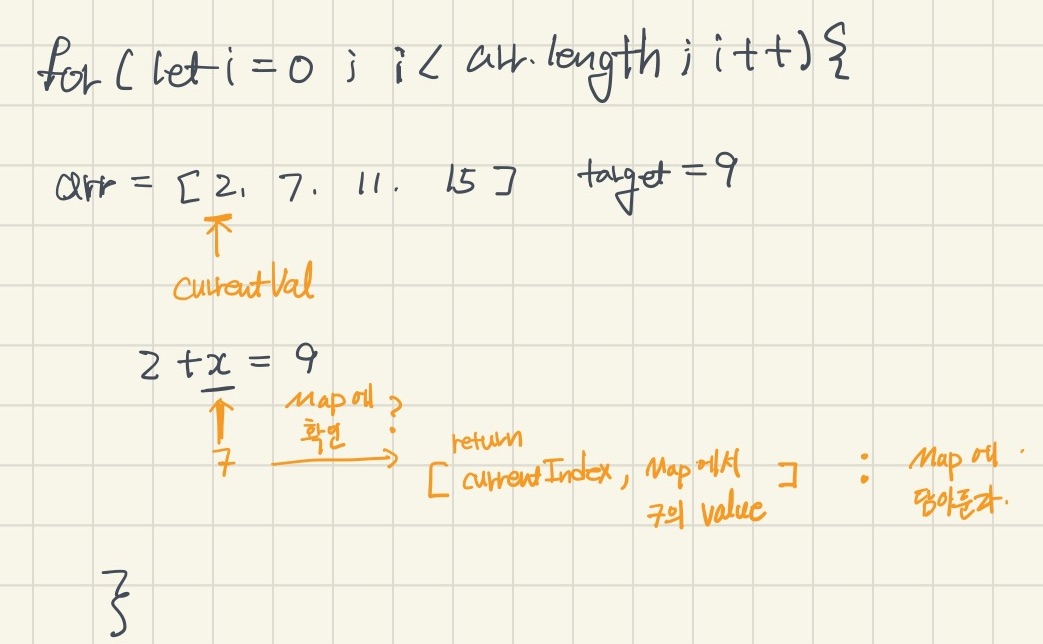 for ( let i = 0 ; i < arr.length ; i++){
arr = [2, 7. 11. 15] target = 9
currentVal
2 + x = 9
7
Map에
확인
?
return
[ currentIndex, Map에서 ] : Map에
7의 value 담아둔다.
}